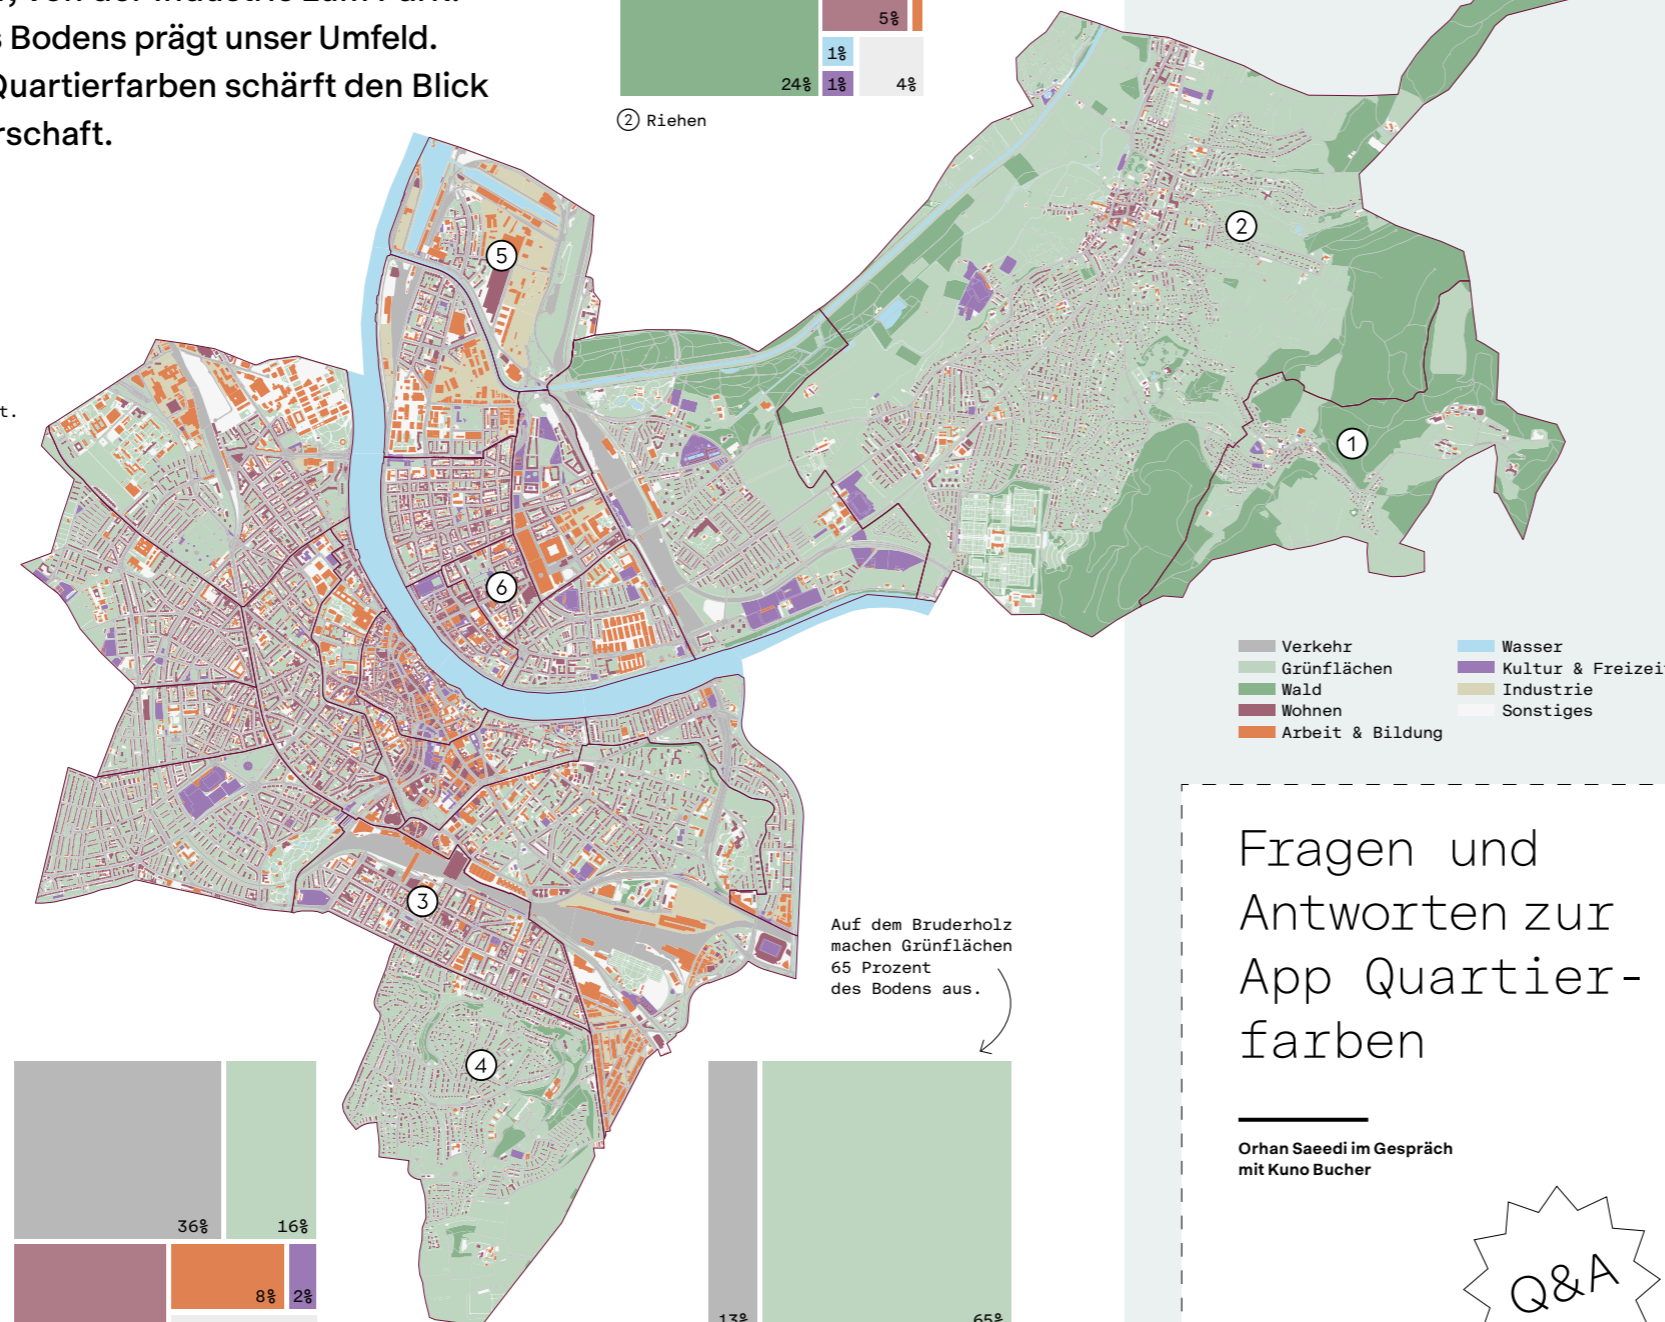 s Bodens prägt unser Umfeld.
Quartierfarben schärft den Blick
rschaft.
t.
5%
1%
24%
1%
4%
2 Riehen
5
2
1
6
3
4
Verkehr
Grünflächen
Wald
Wohnen
Arbeit & Bildung
Wasser
Kultur & Freizeit
Industrie
Sonstiges
Auf dem Bruderholz
machen Grünflächen
65 Prozent
des Bodens aus.
36%
16%
8%
2%
13%
65%
Fragen und
Antworten zur
App Quartier-
farben
Orhan Saeedi im Gespräch
mit Kuno Bucher
Q&A